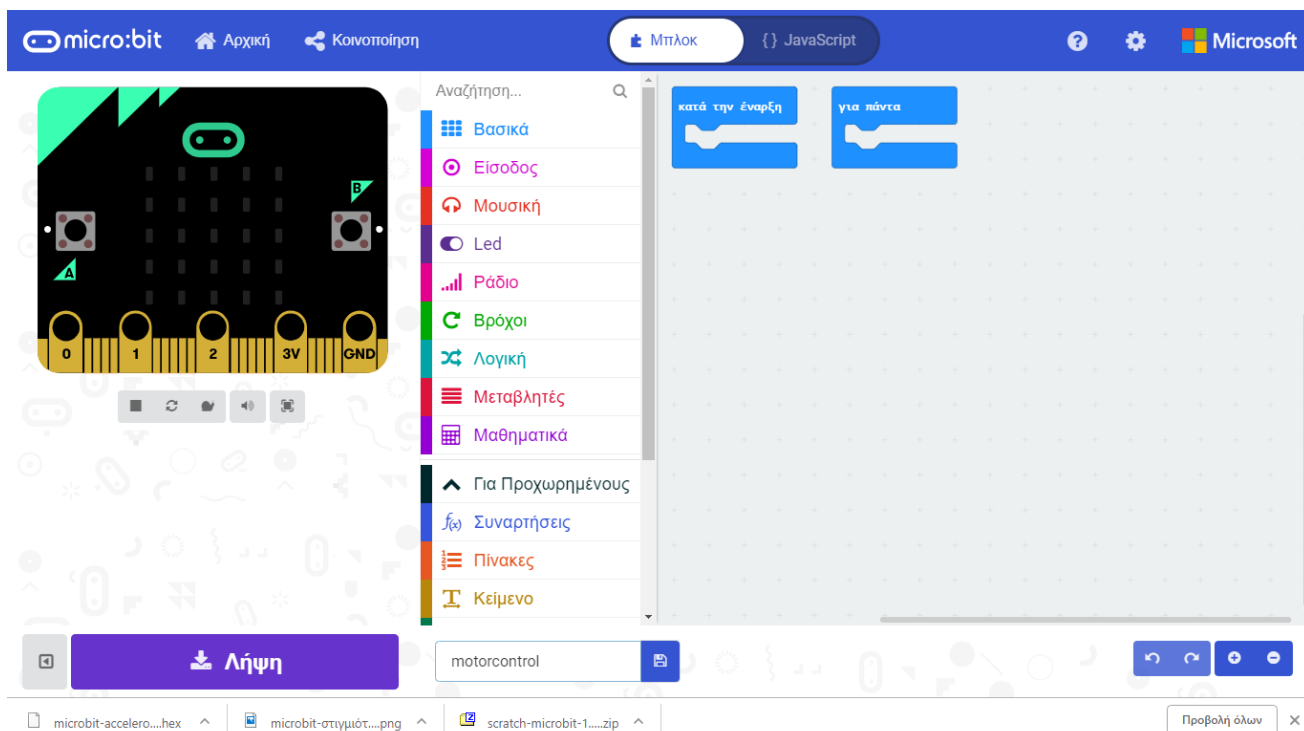 micro:bit Αρχική Κοινοποίηση Μπλοκ {} JavaScript ? Microsoft
Αναζήτηση...
Βασικά
Είσοδος
Μουσική
Led
Ράδιο
Βρόχοι
Λογική
Μεταβλητές
Μαθηματικά
Για Προχωρημένους
f(x) Συναρτήσεις
Πίνακες
T Κείμενο
κατά την έναρξη
για πάντα
B
A
0 1 2 3V GND
Λήψη
motorcontrol
microbit-accelero....hex
microbit-στιγμιότ....png
scratch-microbit-1.....zip
Προβολή όλων